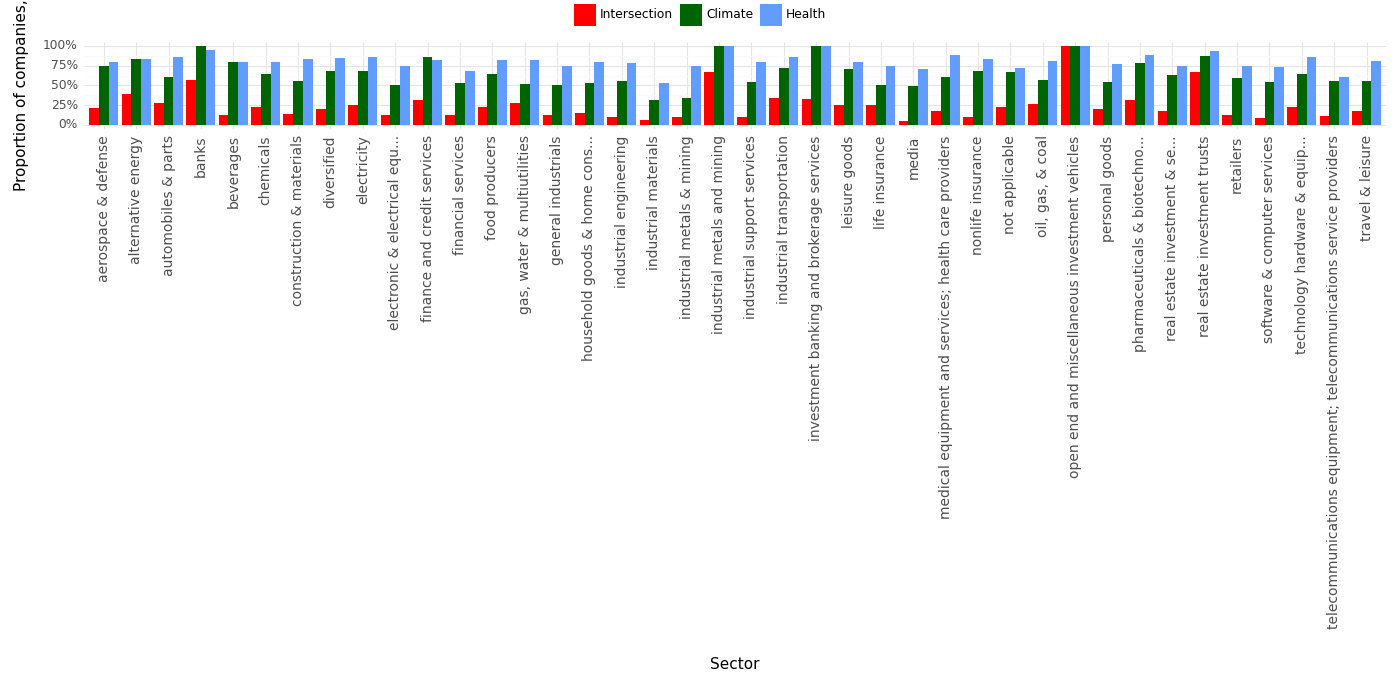 Intersection Climate Health
Proportion of companies,
100%
75%
50%
25%
0%
aerospace & defense
alternative energy
automobiles & parts
banks
beverages
chemicals
construction & materials
diversified
electricity
electronic & electrical equ...
finance and credit services
financial services
food producers
gas, water & multiutilities
general industrials
household goods & home cons...
industrial engineering
industrial materials
industrial metals & mining
industrial metals and mining
industrial support services
industrial transportation
investment banking and brokerage services
leisure goods
life insurance
media
medical equipment and services; health care providers
nonlife insurance
not applicable
oil, gas, & coal
open end and miscellaneous investment vehicles
personal goods
pharmaceuticals & biotechno...
real estate investment & se...
real estate investment trusts
retailers
software & computer services
technology hardware & equip...
telecommunications equipment; telecommunications service providers
travel & leisure
Sector